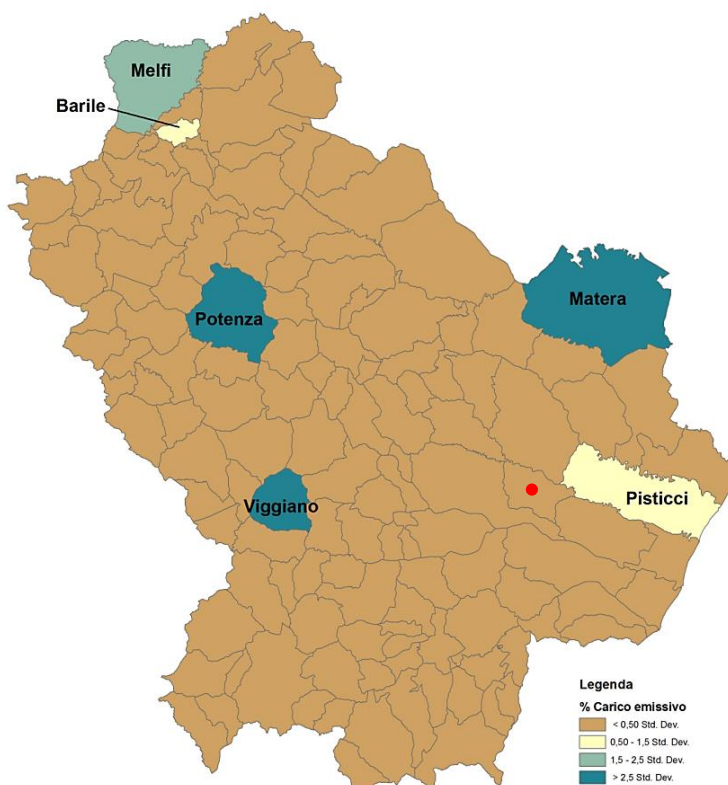 Melfi
Barile
Matera
Potenza
Pisticci
Viggiano
Legenda
% Carico emissivo
< 0,50 Std. Dev.
0,50 - 1,5 Std. Dev.
1,5 - 2,5 Std. Dev.
> 2,5 Std. Dev.